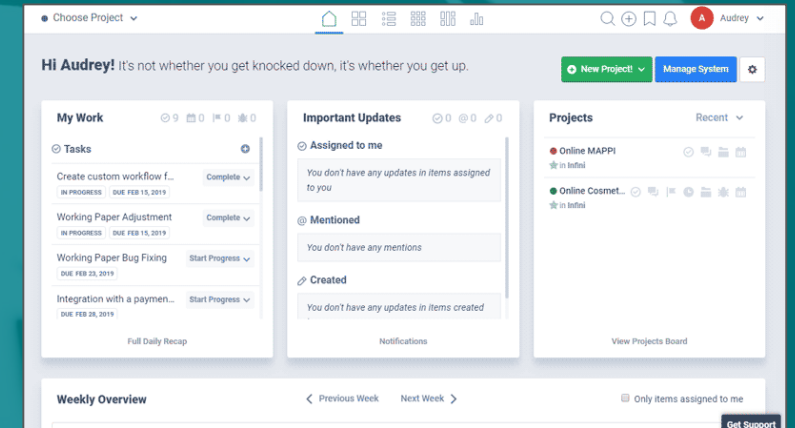 Choose Project
A
Audrey
Hi Audrey! It's not whether you get knocked down, it's whether you get up.
New Project!
Manage System
My Work
9
0
0
0
Tasks
Create custom workflow f...
Complete
IN PROGRESS
DUE FEB 15, 2019
Working Paper Adjustment
Complete
IN PROGRESS
DUE FEB 15, 2019
Working Paper Bug Fixing
Start Progress
DUE FEB 23, 2019
Integration with a paymen...
Start Progress
DUE FEB 28, 2019
Full Daily Recap
Important Updates
0
@ 0
0
Assigned to me
You don't have any updates in items assigned
to you
@ Mentioned
You don't have any mentions
Created
You don't have any updates in items created
Notifications
Projects
Recent
Online MAPPI
in Infini
Online Cosmet...
in Infini
View Projects Board
Weekly Overview
Previous Week
Next Week
Only items assigned to me
Get Support